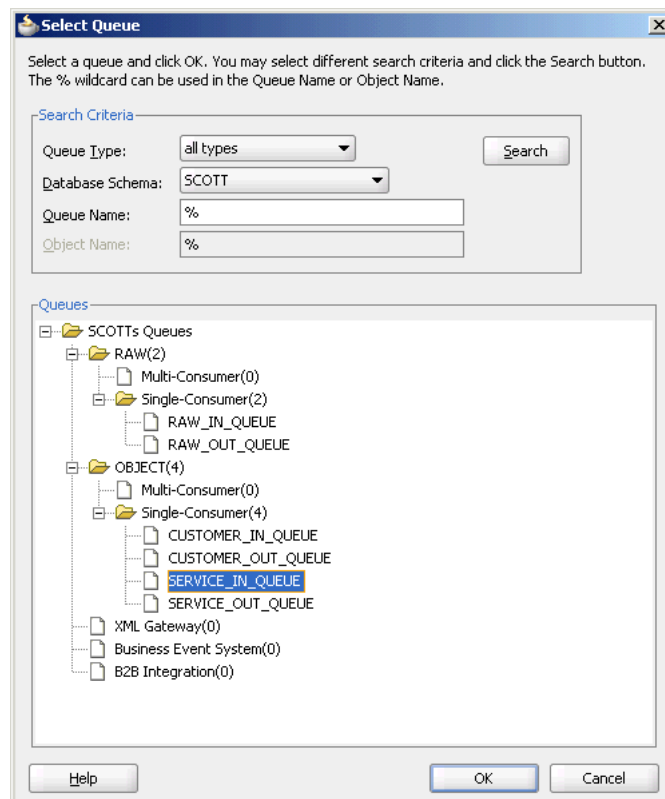 Select Queue
Select a queue and click OK. You may select different search criteria and click the Search button.
The % wildcard can be used in the Queue Name or Object Name.
Search Criteria
Queue Type: all types Search
Database Schema: SCOTT
Queue Name: %
Object Name: %
Queues
SCOTTs Queues
RAW(2)
Multi-Consumer(0)
Single-Consumer(2)
RAW_IN_QUEUE
RAW_OUT_QUEUE
OBJECT(4)
Multi-Consumer(0)
Single-Consumer(4)
CUSTOMER_IN_QUEUE
CUSTOMER_OUT_QUEUE
SERVICE_IN_QUEUE
SERVICE_OUT_QUEUE
XML Gateway(0)
Business Event System(0)
B2B Integration(0)
Help OK Cancel